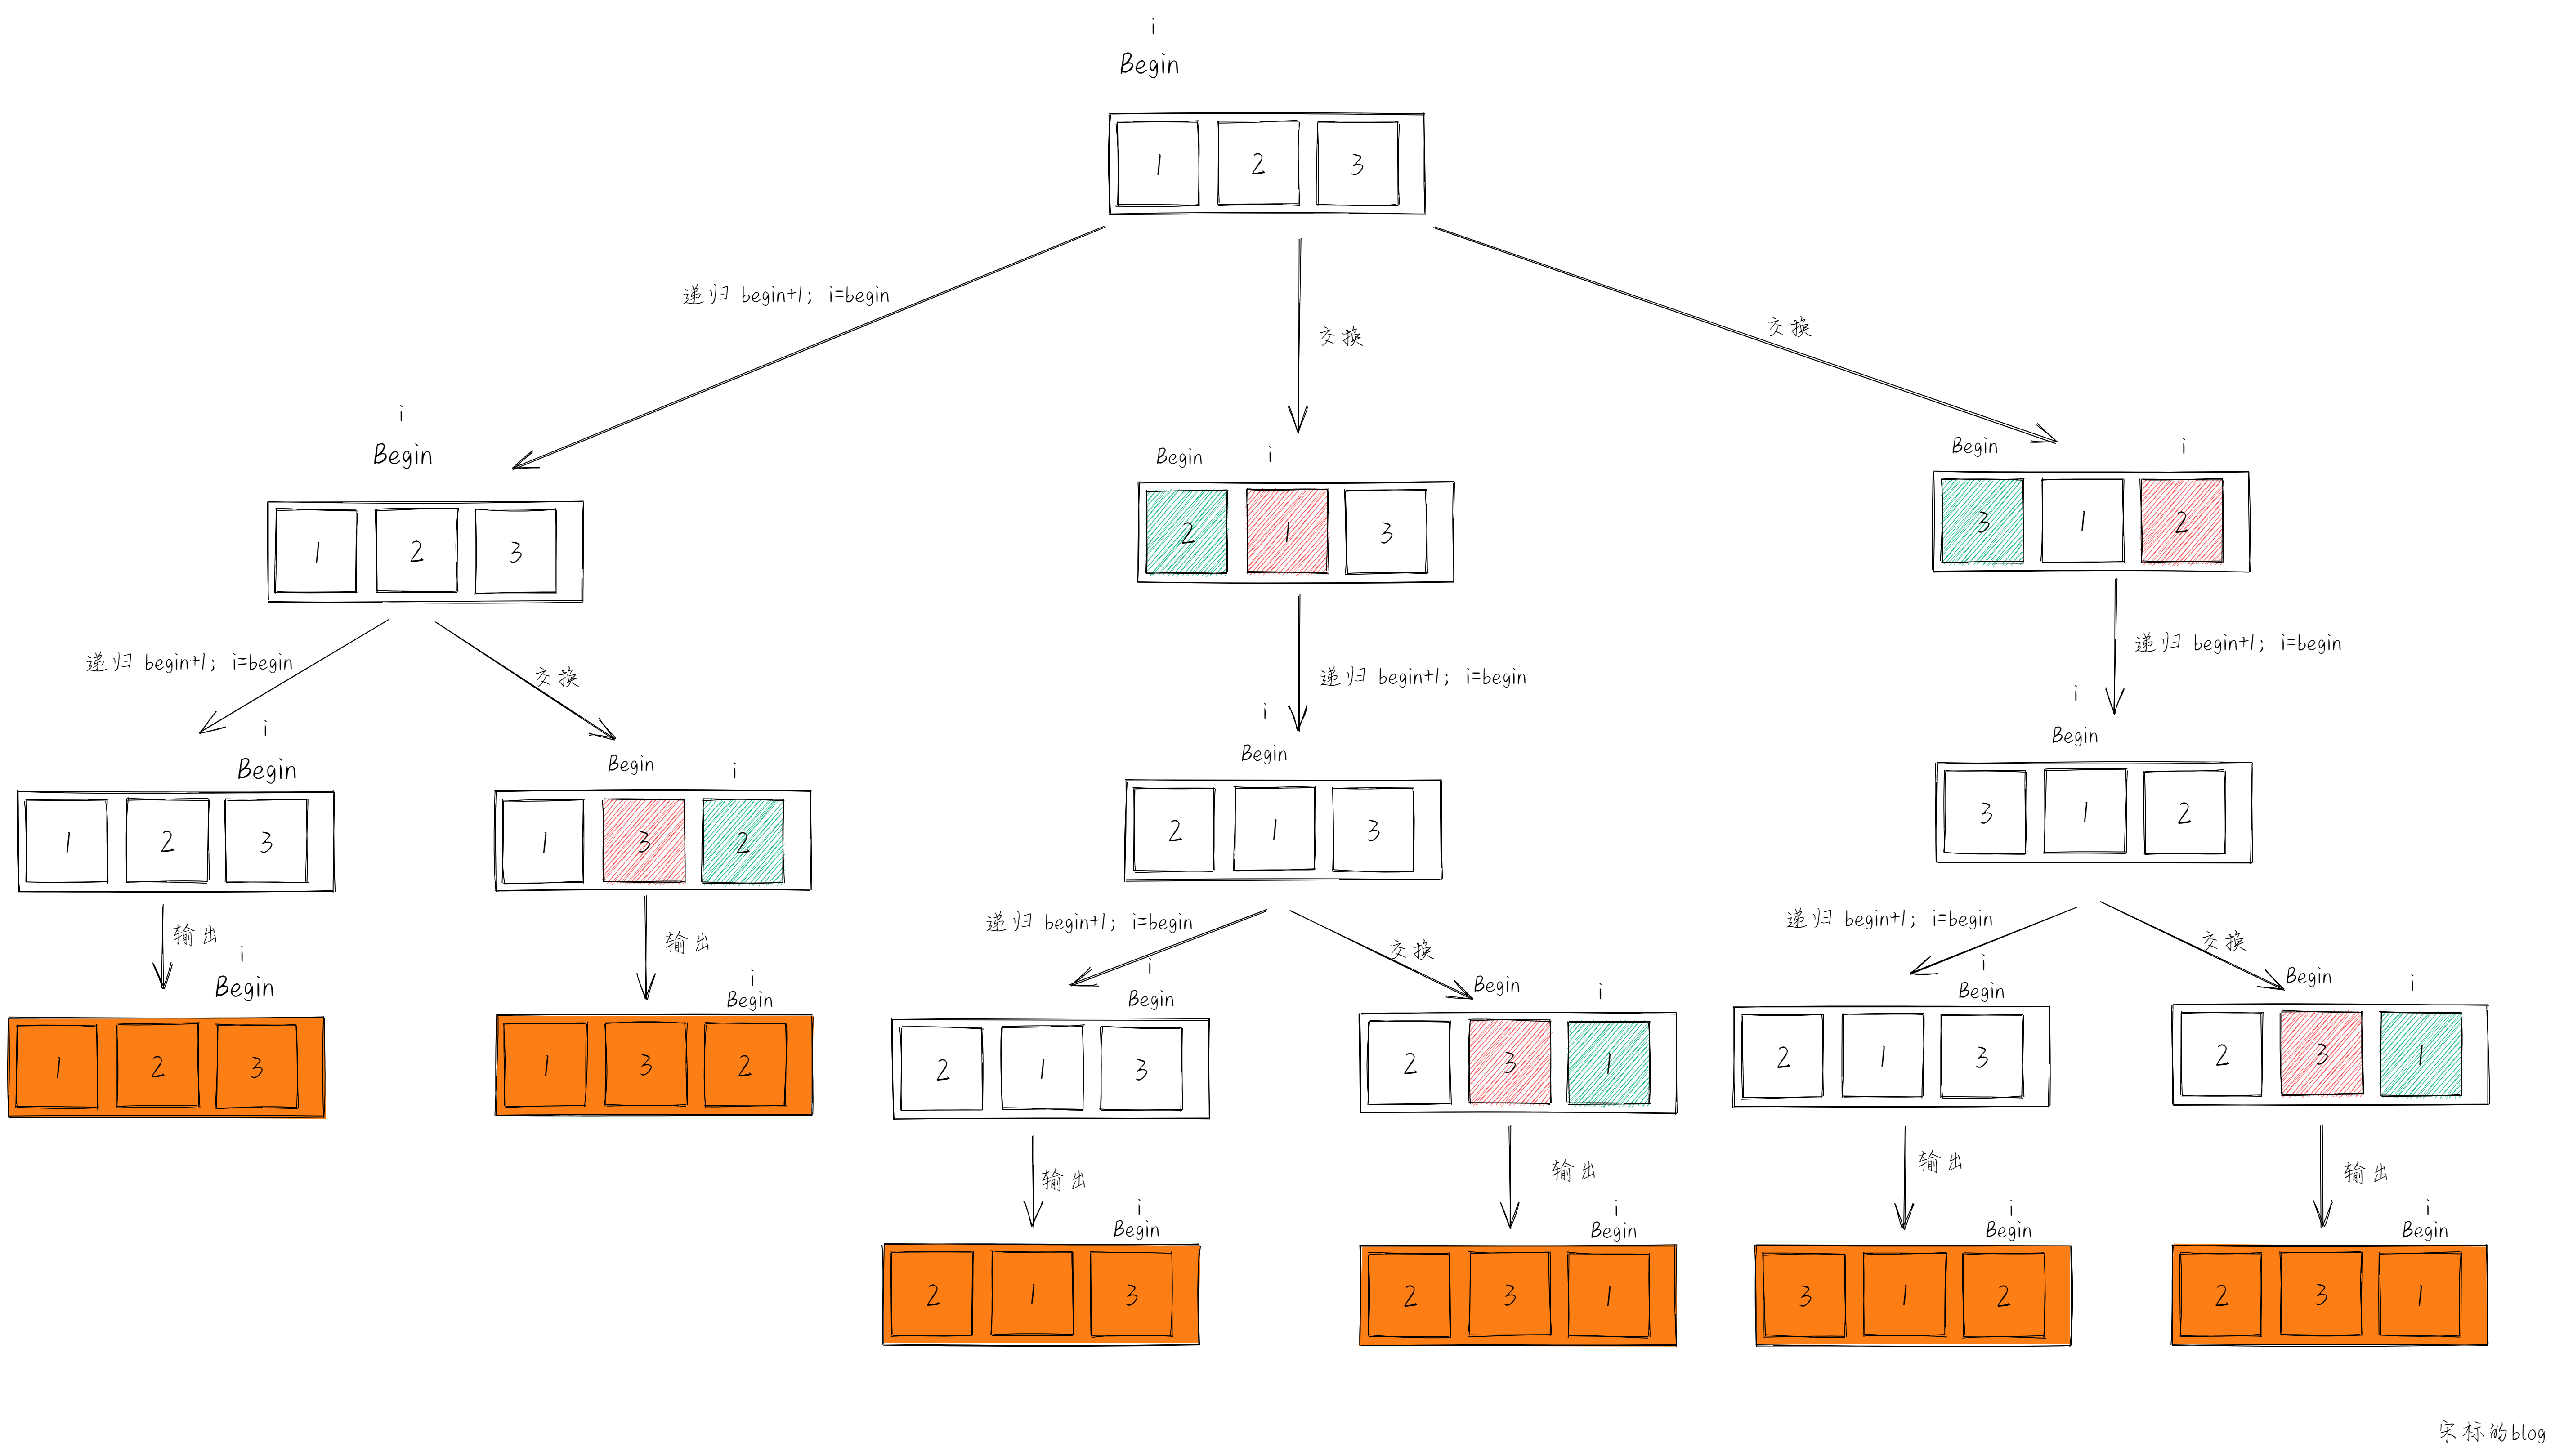 i
Begin
1 2 3
递归 begin+1; i=begin
交换
交换
i
Begin
1 2 3
Begin i
2 1 3
Begin i
3 1 2
递归 begin+1; i=begin
交换
递归 begin+1; i=begin
递归 begin+1; i=begin
i
Begin
1 2 3
Begin i
1 3 2
i
Begin
2 1 3
i
Begin
3 1 2
输出
输出
递归 begin+1; i=begin
交换
递归 begin+1; i=begin
交换
i
Begin
1 2 3
i
Begin
1 3 2
i
Begin
2 1 3
Begin i
2 3 1
i
Begin
2 1 3
Begin i
2 3 1
输出
输出
输出
输出
i
Begin
2 1 3
i
Begin
2 3 1
i
Begin
3 1 2
i
Begin
2 3 1
宋标的blog